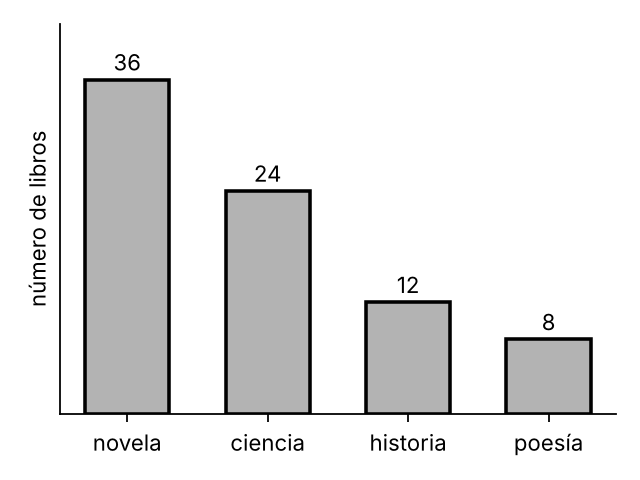 número de libros
36
24
12
8
novela
ciencia
historia
poesía